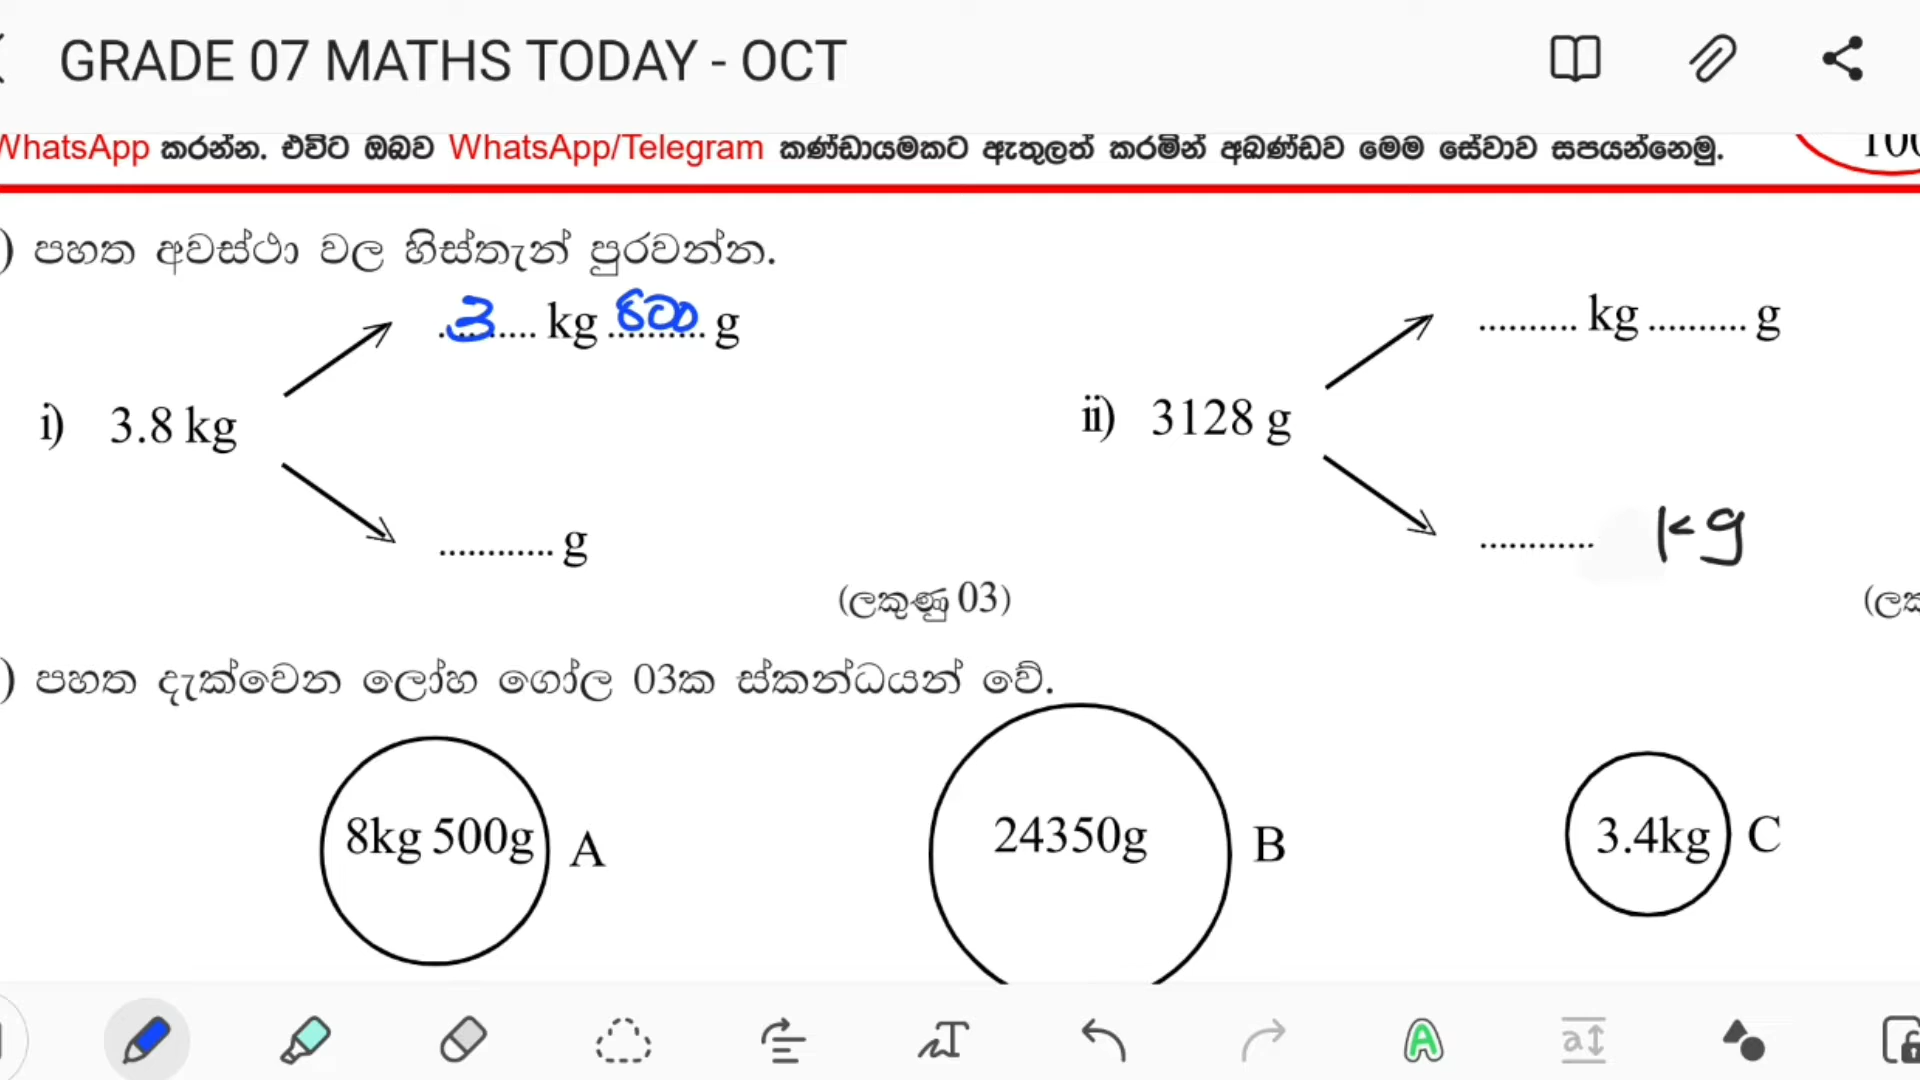 GRADE 07 MATHS TODAY - OCT
WhatsApp කරන්න. එවිට ඔබව WhatsApp/Telegram කණ්ඩායමකට ඇතුලත් කරමින් අඛණ්ඩව මෙම සේවාව සපයන්නෙමු.
100
) පහත අවස්ථා වල හිස්තැන් පුරවන්න.
3 kg 800 g
.......... kg .......... g
i) 3.8 kg
ii) 3128 g
............ g
............ kg
(ලකුණු 03)
) පහත දැක්වෙන ලෝහ ගෝල 03ක ස්කන්ධයන් වේ.
8kg 500g A
24350g B
3.4kg C